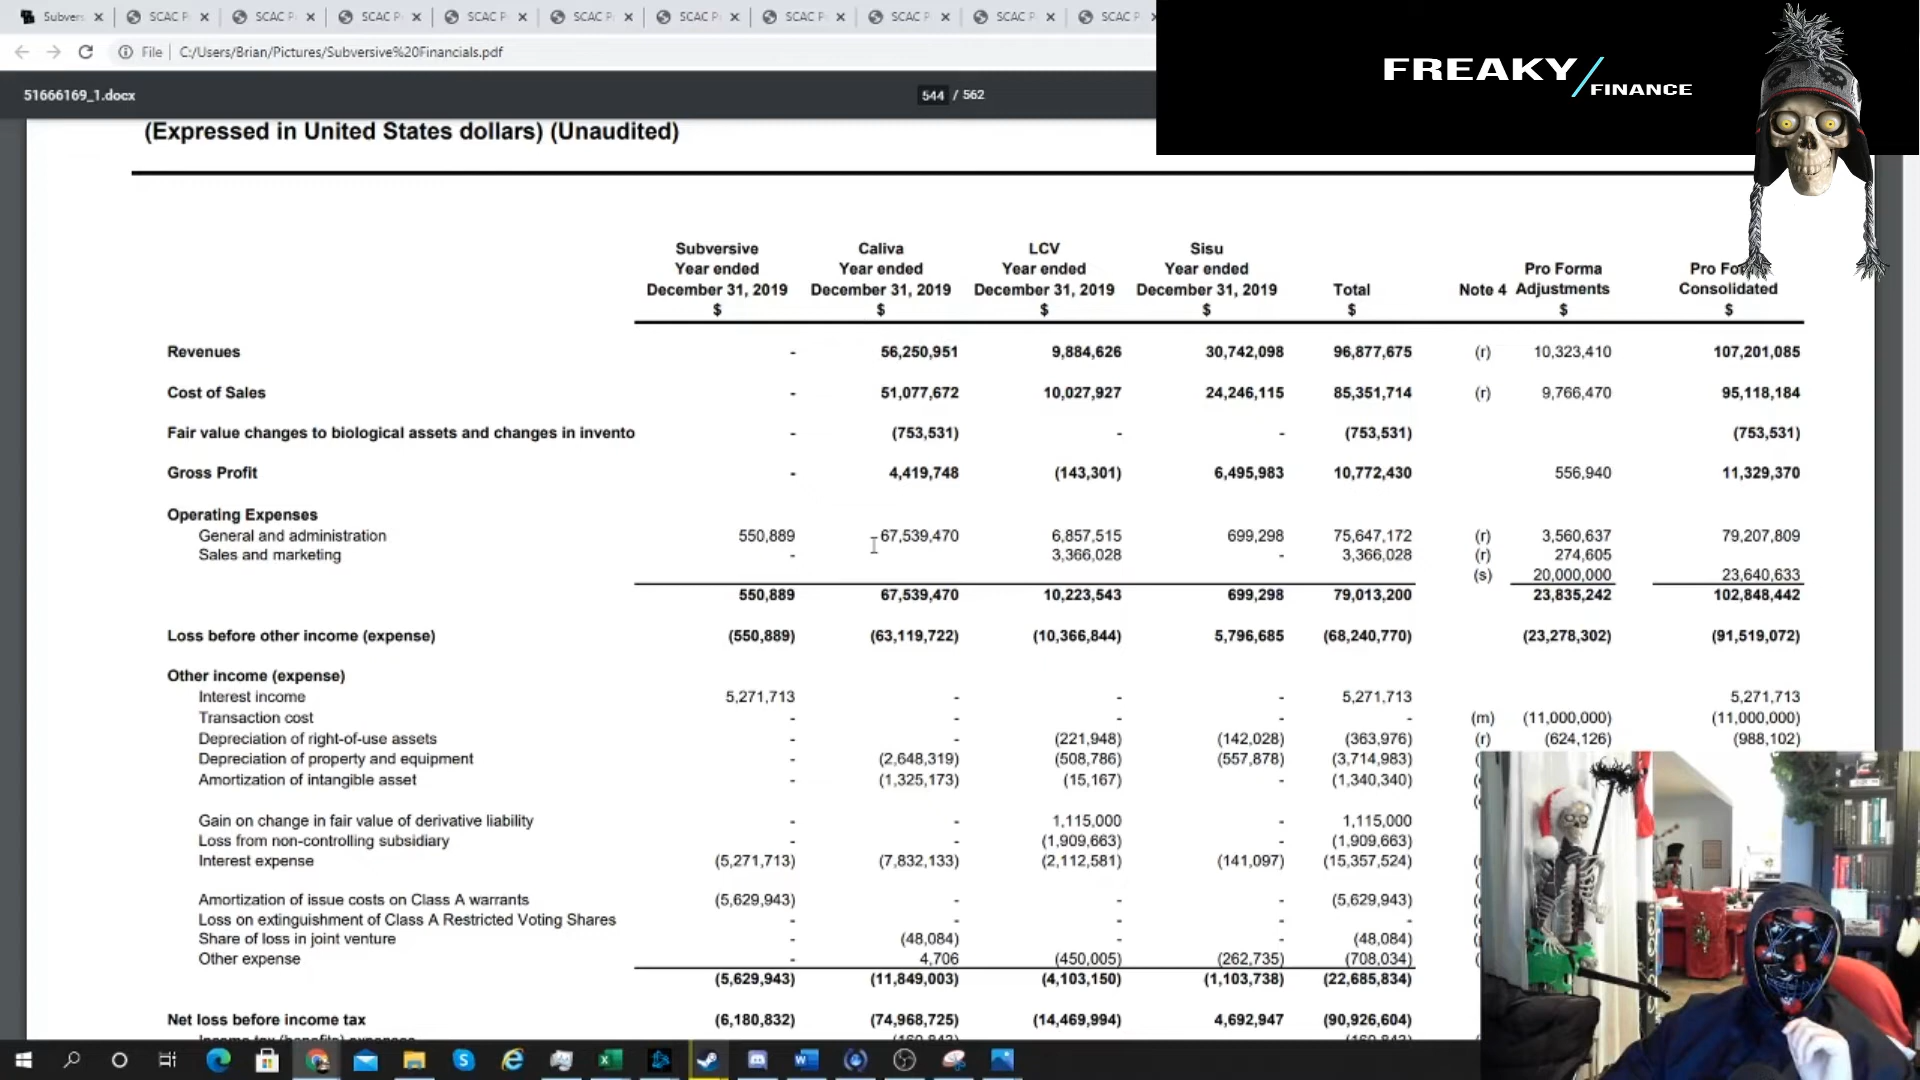 Subvers
SCAC P
SCAC P
SCAC P
SCAC P
SCAC P
SCAC P
SCAC P
SCAC P
SCAC P
SCAC P
File | C:/Users/Brian/Pictures/Subversive%20Financials.pdf
FREAKY/FINANCE
51666169_1.docx 544 / 562
(Expressed in United States dollars) (Unaudited)
Subversive Caliva LCV Sisu
Year ended Year ended Year ended Year ended Pro Forma Pro Fo
December 31, 2019 December 31, 2019 December 31, 2019 December 31, 2019 Total Note 4 Adjustments Consolidated
$ $ $ $ $ $ $
Revenues - 56,250,951 9,884,626 30,742,098 96,877,675 (r) 10,323,410 107,201,085
Cost of Sales - 51,077,672 10,027,927 24,246,115 85,351,714 (r) 9,766,470 95,118,184
Fair value changes to biological assets and changes in invento - (753,531) - - (753,531) (753,531)
Gross Profit - 4,419,748 (143,301) 6,495,983 10,772,430 556,940 11,329,370
Operating Expenses
General and administration 550,889 67,539,470 6,857,515 699,298 75,647,172 (r) 3,560,637 79,207,809
Sales and marketing - 3,366,028 - 3,366,028 (r) 274,605
(s) 20,000,000 23,640,633
550,889 67,539,470 10,223,543 699,298 79,013,200 23,835,242 102,848,442
Loss before other income (expense) (550,889) (63,119,722) (10,366,844) 5,796,685 (68,240,770) (23,278,302) (91,519,072)
Other income (expense)
Interest income 5,271,713 - - - 5,271,713 5,271,713
Transaction cost - - - - - (m) (11,000,000) (11,000,000)
Depreciation of right-of-use assets - - (221,948) (142,028) (363,976) (r) (624,126) (988,102)
Depreciation of property and equipment - (2,648,319) (508,786) (557,878) (3,714,983)
Amortization of intangible asset - (1,325,173) (15,167) - (1,340,340)
Gain on change in fair value of derivative liability - - 1,115,000 - 1,115,000
Loss from non-controlling subsidiary - - (1,909,663) - (1,909,663)
Interest expense (5,271,713) (7,832,133) (2,112,581) (141,097) (15,357,524)
Amortization of issue costs on Class A warrants (5,629,943) - - - (5,629,943)
Loss on extinguishment of Class A Restricted Voting Shares - - - - -
Share of loss in joint venture - (48,084) - - (48,084)
Other expense - 4,706 (450,005) (262,735) (708,034)
(5,629,943) (11,849,003) (4,103,150) (1,103,738) (22,685,834)
Net loss before income tax (6,180,832) (74,968,725) (14,469,994) 4,692,947 (90,926,604)